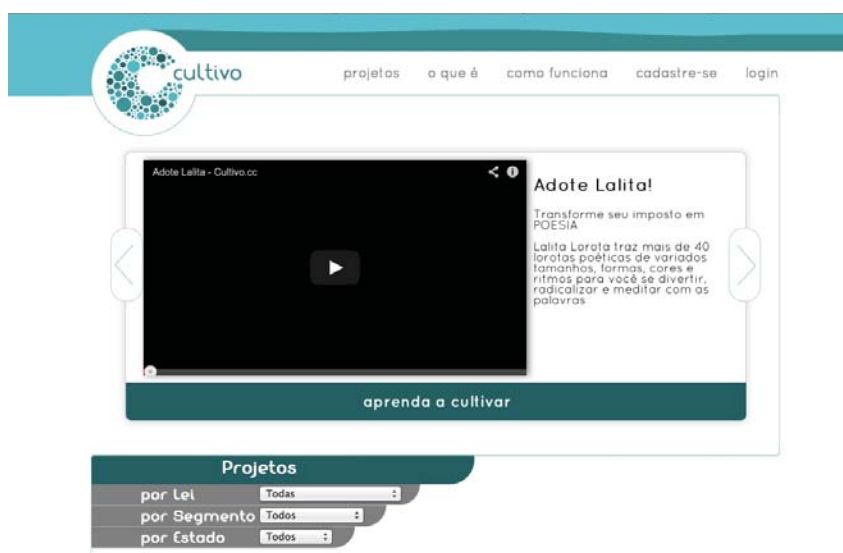 cultivo
projetos o que é como funciona cadastre-se login
Adote Lalita - Cultivo.cc
Adote Lalita!
Transforme seu imposto em
POESIA
Lalita Lorota traz mais de 40
lorotas poéticas de variados
tamanhos, formas, cores e
ritmos para você se divertir,
radicalizar e meditar com as
palavras
aprenda a cultivar
Projetos
por Lei Todas
por Segmento Todos
por Estado Todos